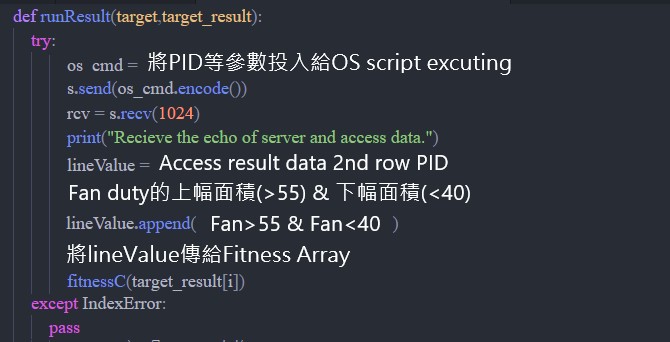 def runResult(target,target_result):
try:
os_cmd = 將PID等參數投入給OS script excuting
s.send(os_cmd.encode())
rcv = s.recv(1024)
print("Recieve the echo of server and access data.")
lineValue = Access result data 2nd row PID
Fan duty的上幅面積(>55) & 下幅面積(<40)
lineValue.append( Fan>55 & Fan<40 )
將lineValue傳給Fitness Array
fitnessC(target_result[i])
except IndexError:
pass